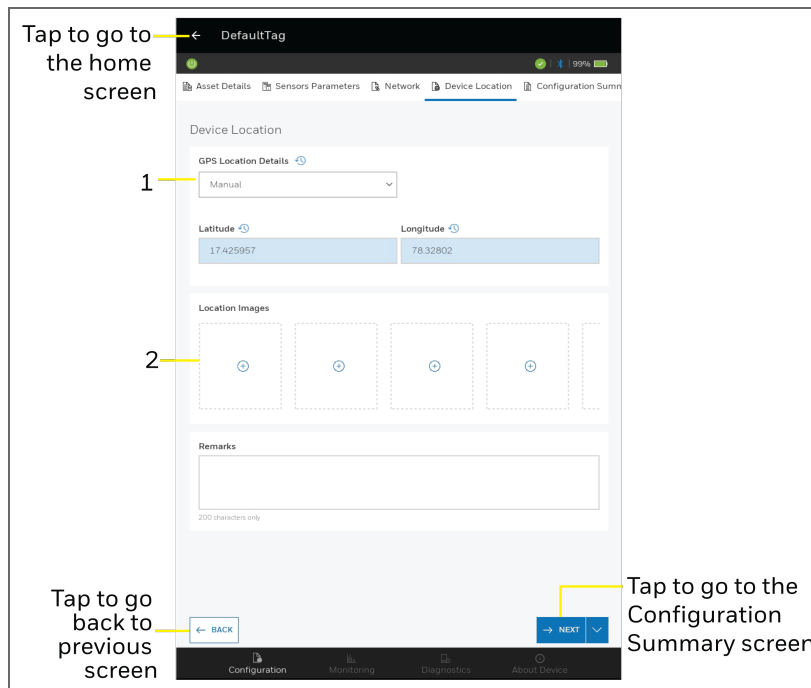 Tap to go to
the home
screen
DefaultTag
99%
Asset Details Sensors Parameters Network Device Location Configuration Summ
Device Location
GPS Location Details
1
Manual
Latitude Longitude
17.425957 78.32802
Location Images
2
Remarks
200 characters only
Tap to go
back to
previous
screen
BACK
NEXT
Tap to go to the
Configuration
Summary screen
Configuration Monitoring Diagnostics About Device